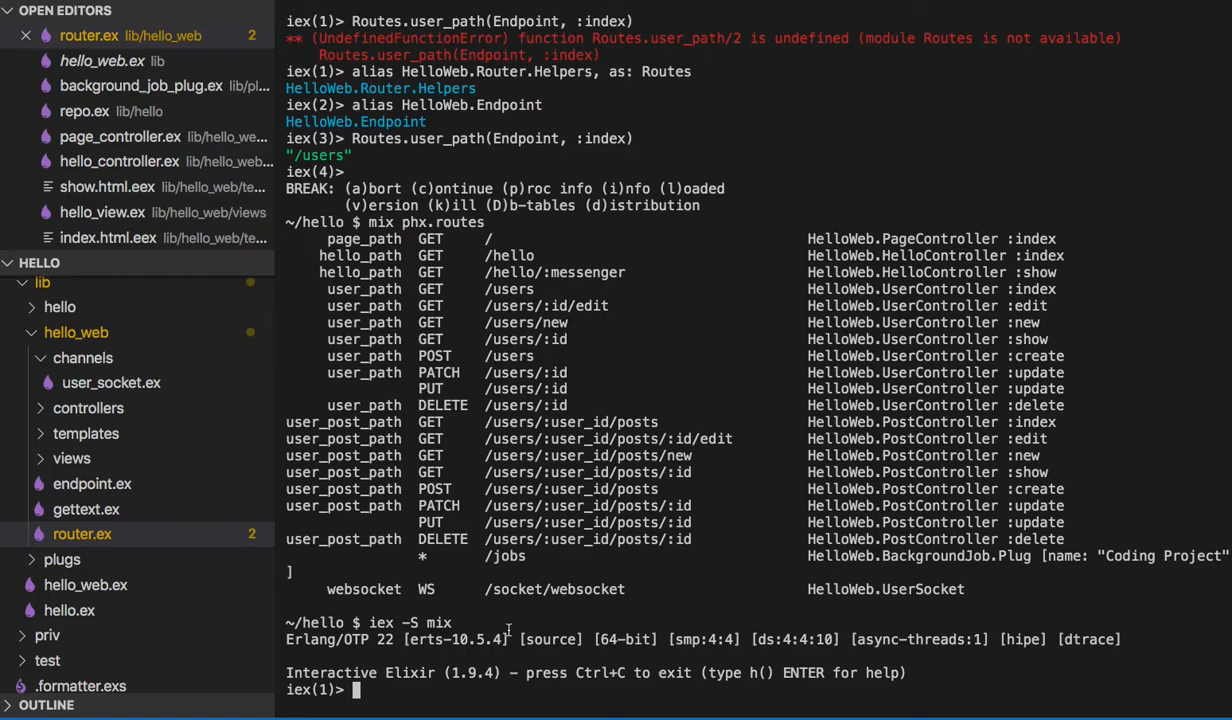 OPEN EDITORS
router.ex lib/hello_web 2
hello_web.ex lib
background_job_plug.ex lib/pl...
repo.ex lib/hello
page_controller.ex lib/hello_we...
hello_controller.ex lib/hello_web...
show.html.eex lib/hello_web/te...
hello_view.ex lib/hello_web/views
index.html.eex lib/hello_web/te...
HELLO
lib
hello
hello_web
channels
user_socket.ex
controllers
templates
views
endpoint.ex
gettext.ex
router.ex 2
plugs
hello_web.ex
hello.ex
priv
test
.formatter.exs
OUTLINE
iex(1)> Routes.user_path(Endpoint, :index)
** (UndefinedFunctionError) function Routes.user_path/2 is undefined (module Routes is not available)
Routes.user_path(Endpoint, :index)
iex(1)> alias HelloWeb.Router.Helpers, as: Routes
HelloWeb.Router.Helpers
iex(2)> alias HelloWeb.Endpoint
HelloWeb.Endpoint
iex(3)> Routes.user_path(Endpoint, :index)
"/users"
iex(4)>
BREAK: (a)bort (c)ontinue (p)roc info (i)nfo (l)oaded
(v)ersion (k)ill (D)b-tables (d)istribution
~/hello $ mix phx.routes
page_path GET / HelloWeb.PageController :index
hello_path GET /hello HelloWeb.HelloController :index
hello_path GET /hello/:messenger HelloWeb.HelloController :show
user_path GET /users HelloWeb.UserController :index
user_path GET /users/:id/edit HelloWeb.UserController :edit
user_path GET /users/new HelloWeb.UserController :new
user_path GET /users/:id HelloWeb.UserController :show
user_path POST /users HelloWeb.UserController :create
user_path PATCH /users/:id HelloWeb.UserController :update
PUT /users/:id HelloWeb.UserController :update
user_path DELETE /users/:id HelloWeb.UserController :delete
user_post_path GET /users/:user_id/posts HelloWeb.PostController :index
user_post_path GET /users/:user_id/posts/:id/edit HelloWeb.PostController :edit
user_post_path GET /users/:user_id/posts/new HelloWeb.PostController :new
user_post_path GET /users/:user_id/posts/:id HelloWeb.PostController :show
user_post_path POST /users/:user_id/posts HelloWeb.PostController :create
user_post_path PATCH /users/:user_id/posts/:id HelloWeb.PostController :update
PUT /users/:user_id/posts/:id HelloWeb.PostController :update
user_post_path DELETE /users/:user_id/posts/:id HelloWeb.PostController :delete
* /jobs HelloWeb.BackgroundJob.Plug [name: "Coding Project"
]
websocket WS /socket/websocket HelloWeb.UserSocket
~/hello $ iex -S mix
Erlang/OTP 22 [erts-10.5.4] [source] [64-bit] [smp:4:4] [ds:4:4:10] [async-threads:1] [hipe] [dtrace]
Interactive Elixir (1.9.4) - press Ctrl+C to exit (type h() ENTER for help)
iex(1)>